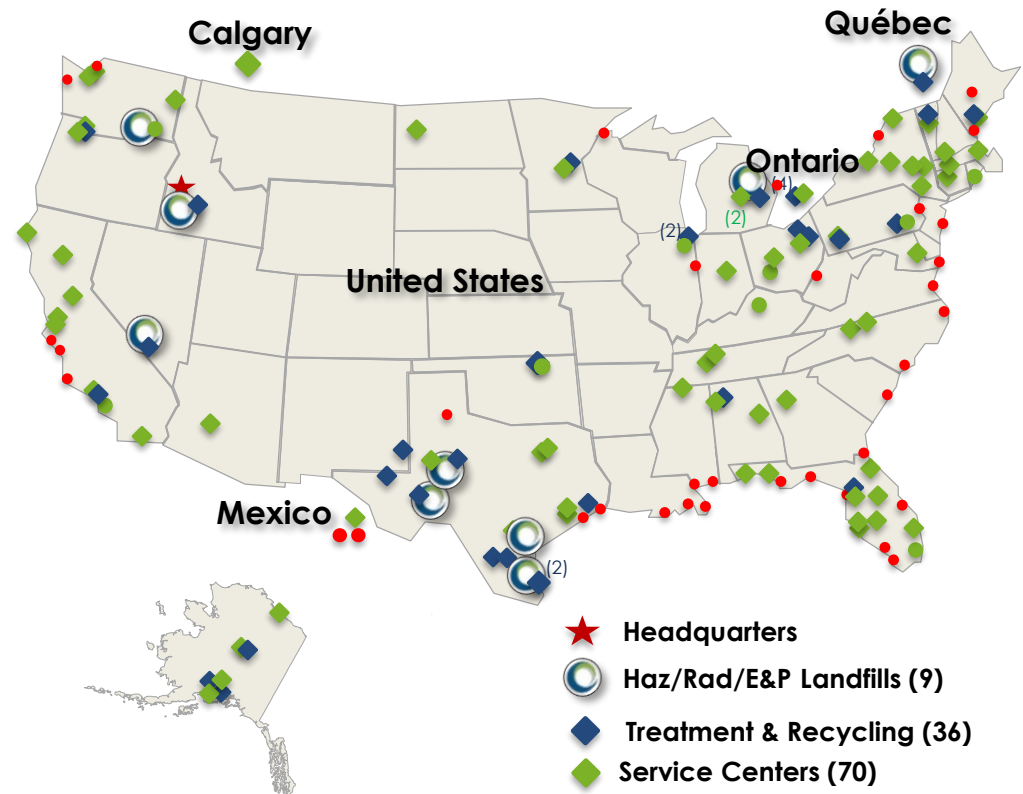 Québec
Calgary
Ontario
(4)
(2)
(2)
United States
Mexico
(2)
Headquarters
Haz/Rad/E&P Landfills (9)
Treatment & Recycling (36)
Service Centers (70)